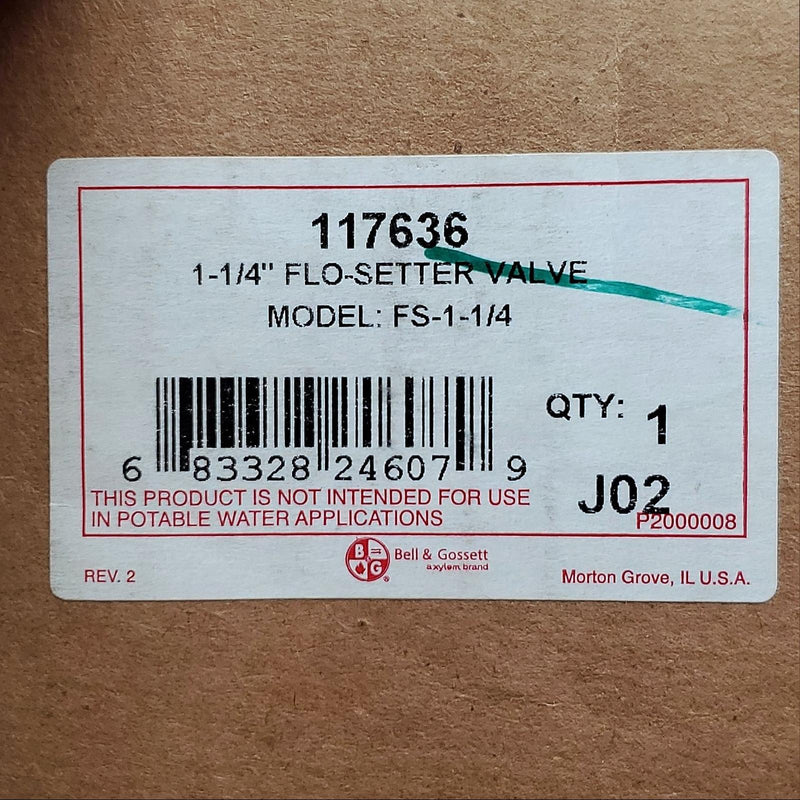 117636
1-1/4" FLO-SETTER VALVE
MODEL: FS-1-1/4
QTY: 1
6 83328 24607 9
J02
THIS PRODUCT IS NOT INTENDED FOR USE
IN POTABLE WATER APPLICATIONS
P2000008
REV. 2
B G ®
Bell & Gossett
a xylem brand
Morton Grove, IL U.S.A.